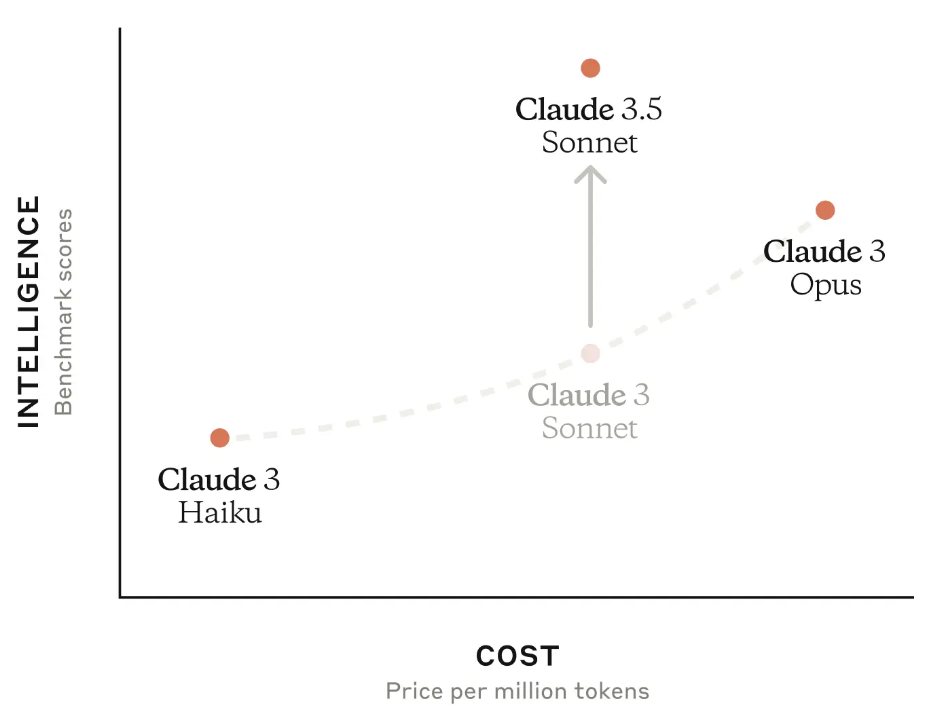 INTELLIGENCE
Benchmark scores
Claude 3.5
Sonnet
Claude 3
Opus
Claude 3
Sonnet
Claude 3
Haiku
COST
Price per million tokens